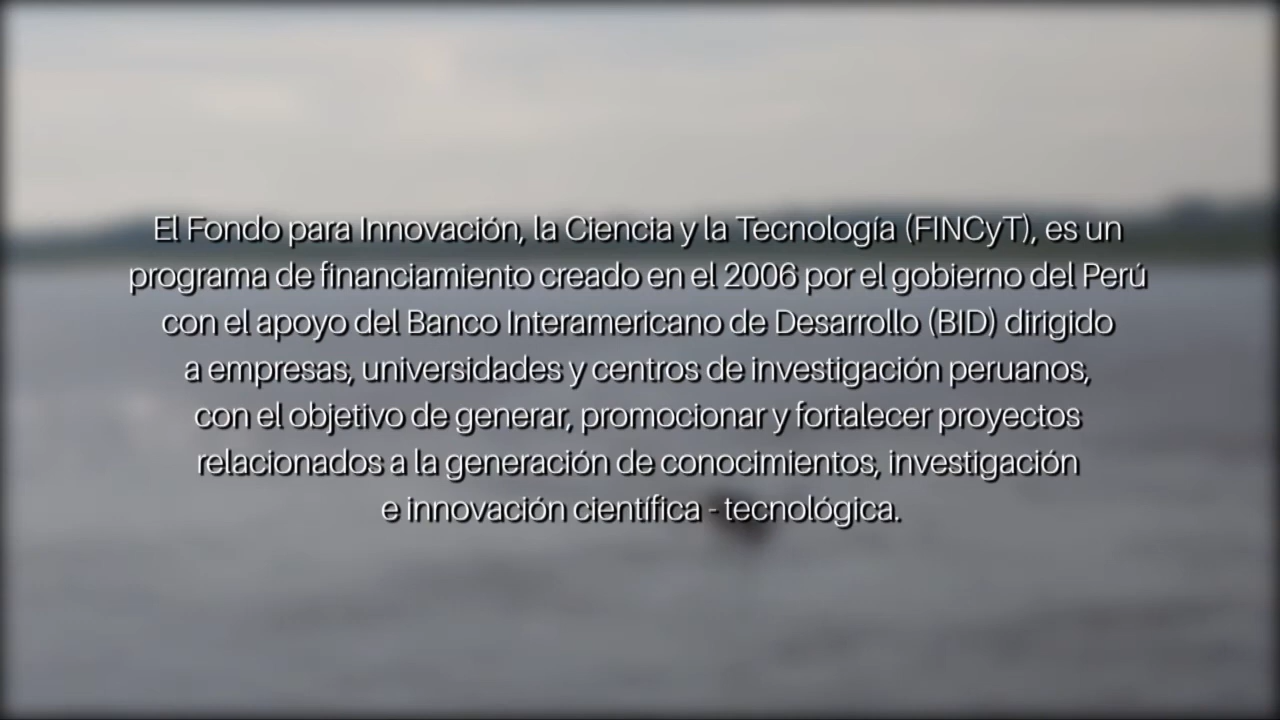 El Fondo para Innovación, la Ciencia y la Tecnología (FINCyT), es un
programa de financiamiento creado en el 2006 por el gobierno del Perú
con el apoyo del Banco Interamericano de Desarrollo (BID) dirigido
a empresas, universidades y centros de investigación peruanos,
con el objetivo de generar, promocionar y fortalecer proyectos
relacionados a la generación de conocimientos, investigación
e innovación científica - tecnológica.